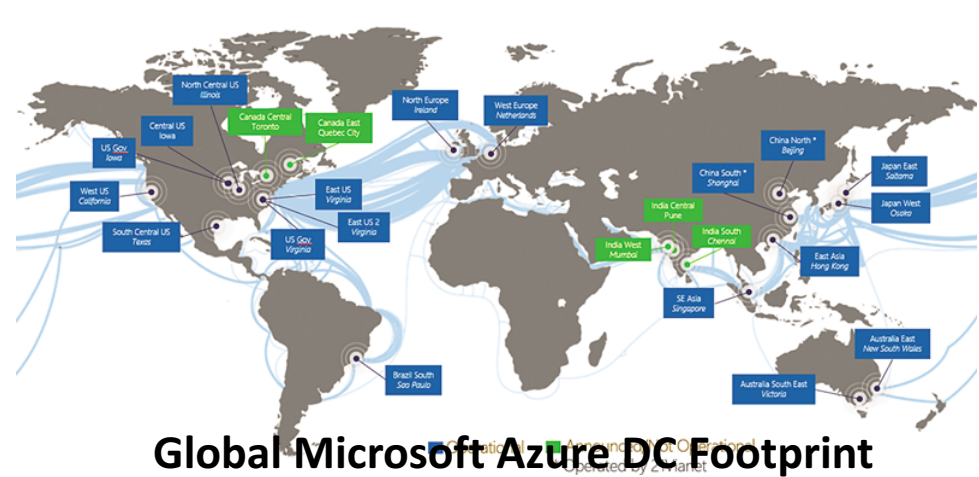 North Central US
Illinois
Canada Central
Toronto
Canada East
Quebec City
Central US
Iowa
US Gov
Iowa
West US
California
South Central US
Texas
East US
Virginia
East US 2
Virginia
US Gov
Virginia
North Europe
Ireland
West Europe
Netherlands
China North *
Beijing
China South *
Shanghai
Japan East
Saitama
Japan West
Osaka
India Central
Pune
India South
Chennai
India West
Mumbai
East Asia
Hong Kong
SE Asia
Singapore
Brazil South
Sao Paulo
Australia East
New South Wales
Australia South East
Victoria
Operational
Announced/Not Operational
Operated by 21Vianet
Global Microsoft Azure DC Footprint